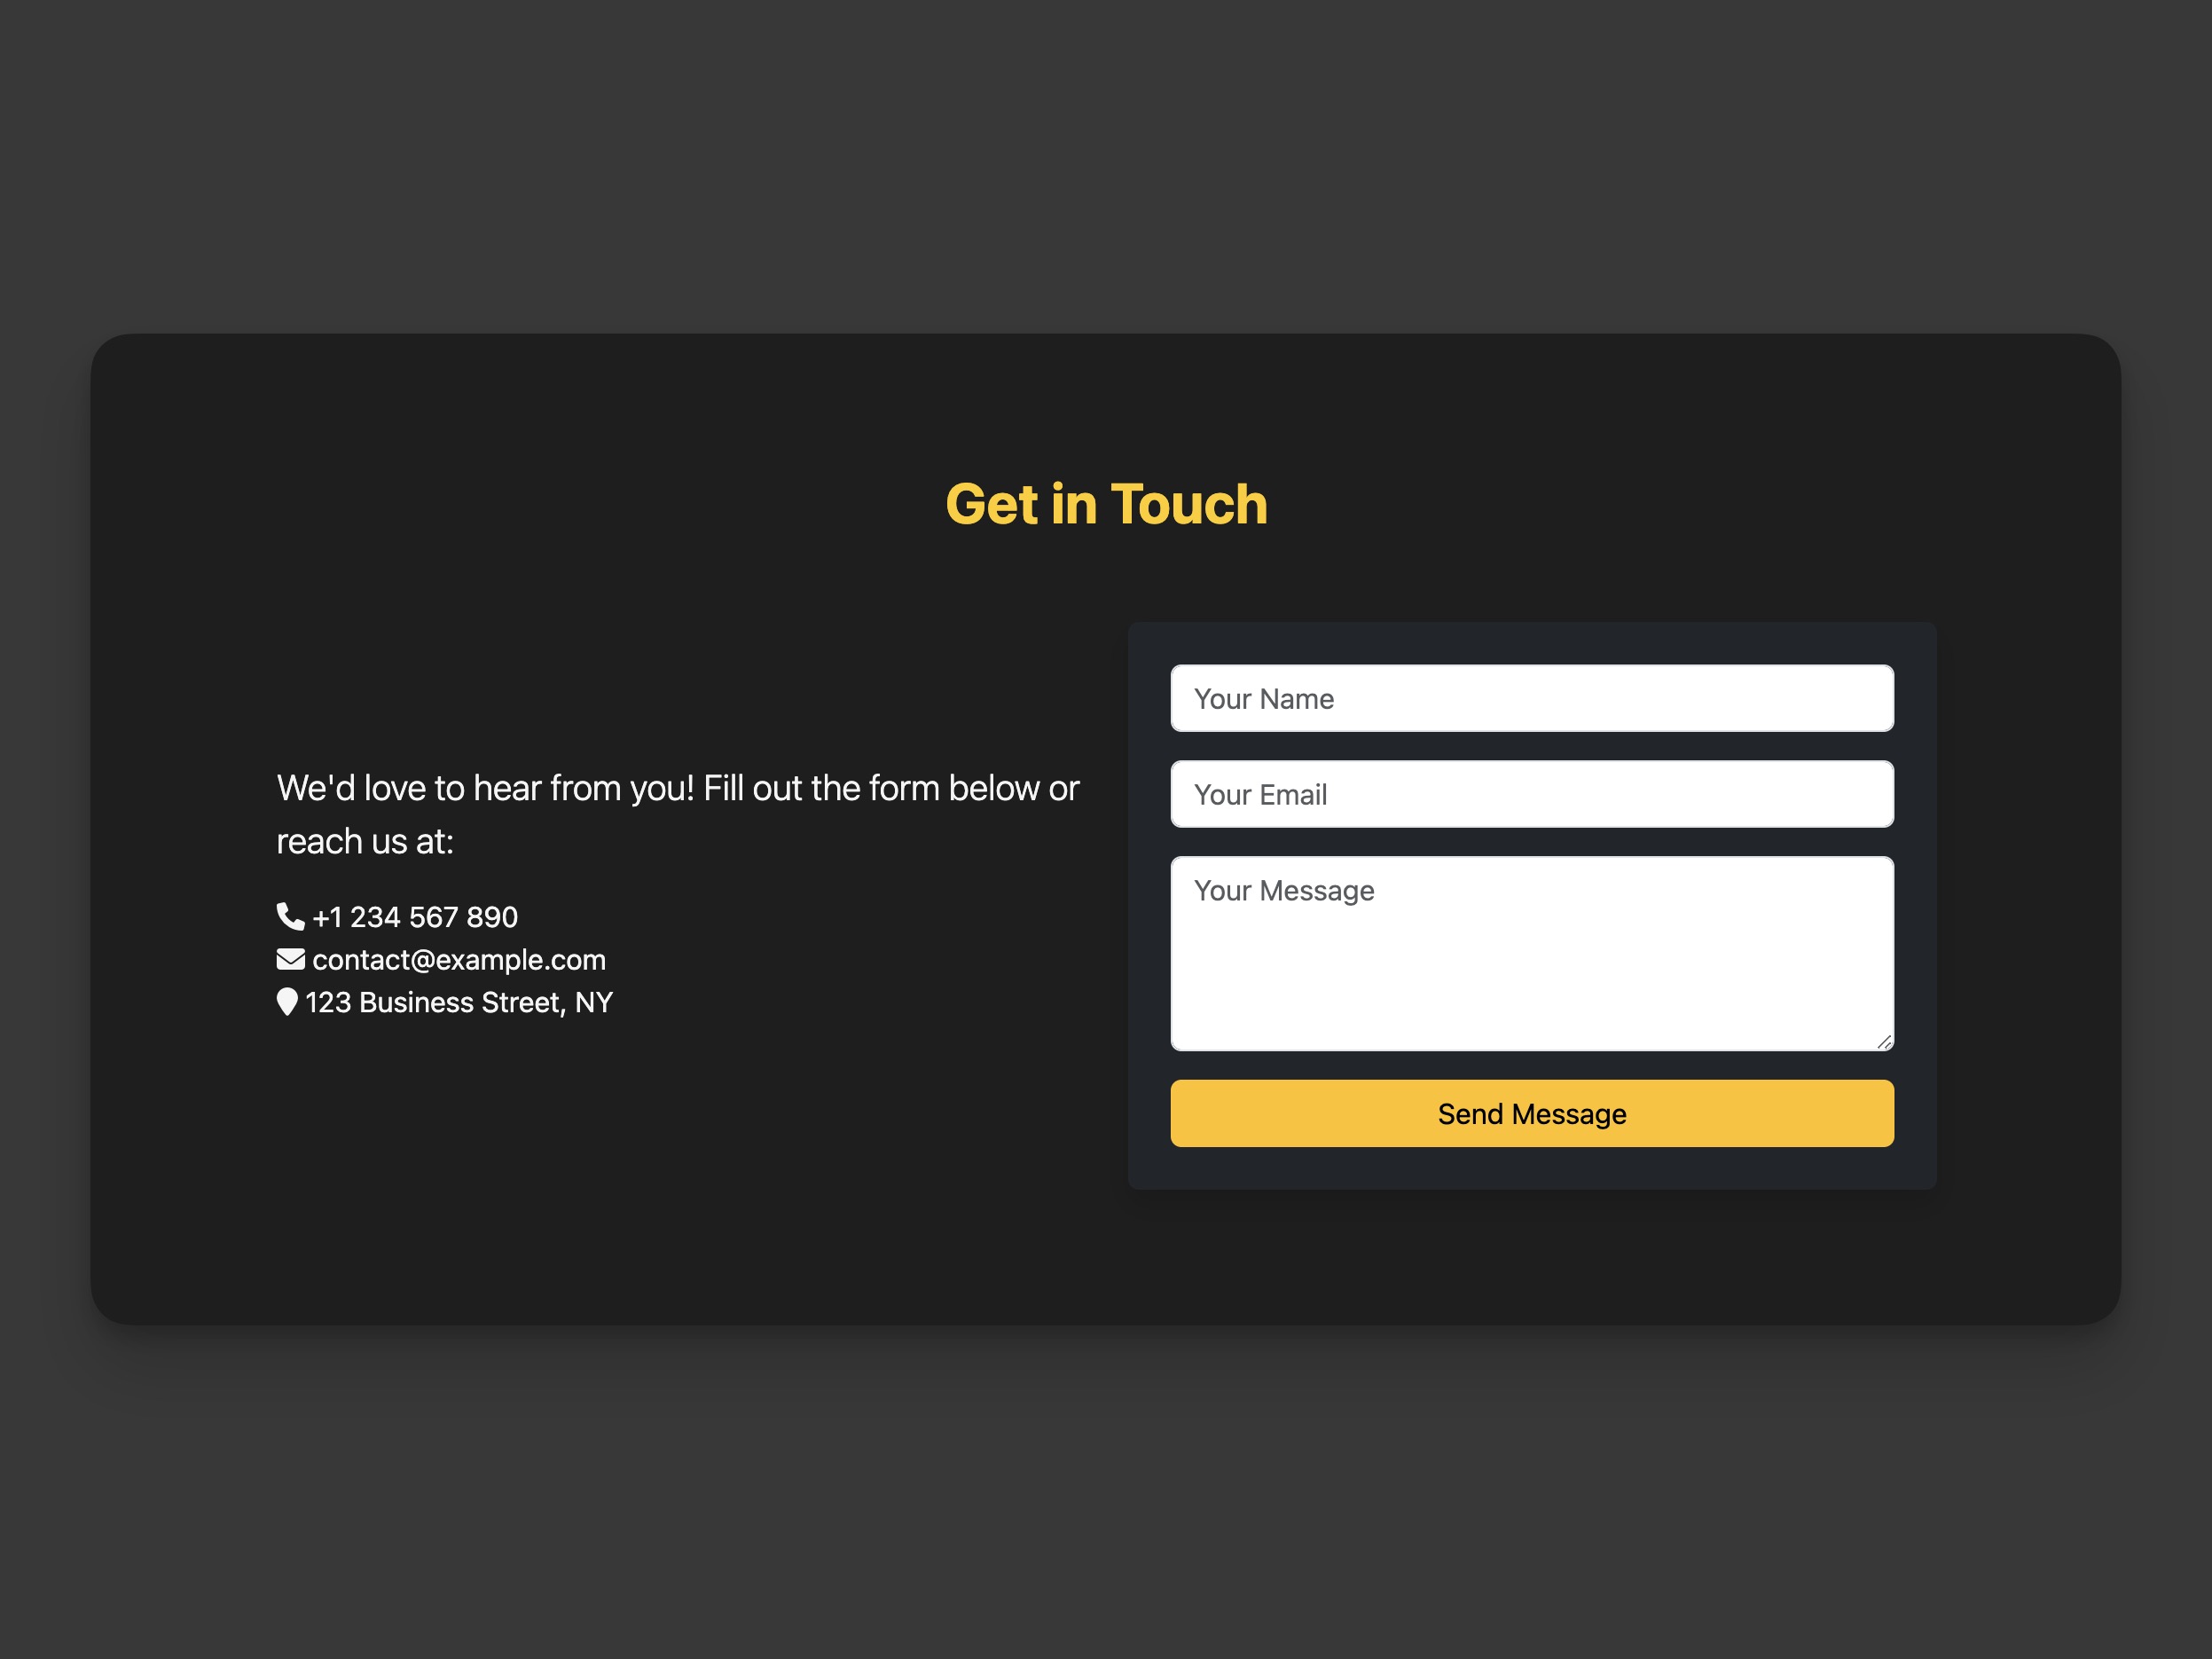 Get in Touch
We'd love to hear from you! Fill out the form below or
reach us at:
+1 234 567 890
contact@example.com
123 Business Street, NY
Your Name
Your Email
Your Message
Send Message